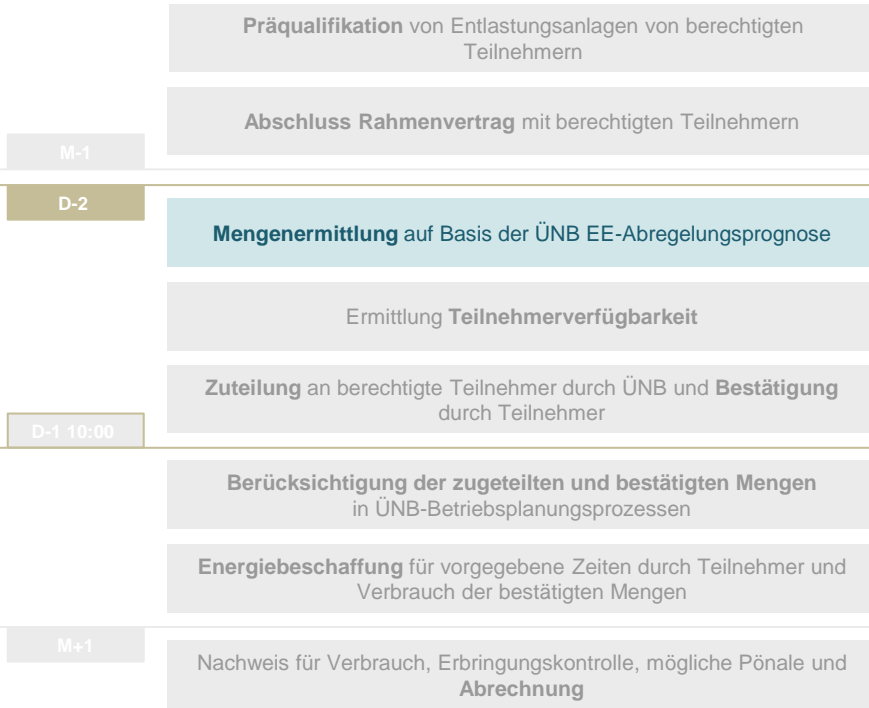 Präqualifikation von Entlastungsanlagen von berechtigten
Teilnehmern
Abschluss Rahmenvertrag mit berechtigten Teilnehmern
M-1
D-2
Mengenermittlung auf Basis der ÜNB EE-Abregelungsprognose
Ermittlung Teilnehmerverfügbarkeit
Zuteilung an berechtigte Teilnehmer durch ÜNB und Bestätigung
durch Teilnehmer
D-1 10:00
Berücksichtigung der zugeteilten und bestätigten Mengen
in ÜNB-Betriebsplanungsprozessen
Energiebeschaffung für vorgegebene Zeiten durch Teilnehmer und
Verbrauch der bestätigten Mengen
M+1
Nachweis für Verbrauch, Erbringungskontrolle, mögliche Pönale und
Abrechnung